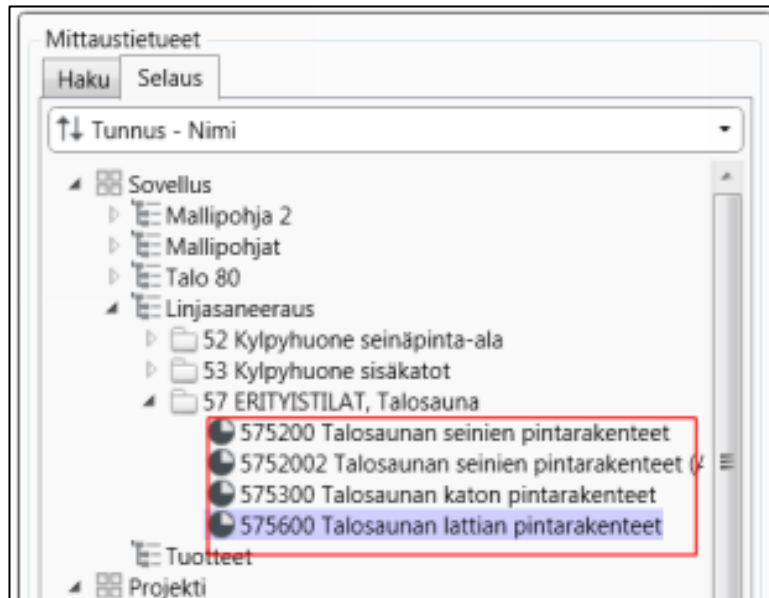 Mittaustietueet
Haku Selaus
Tunnus - Nimi
Sovellus
Mallipohja 2
Mallipohjat
Talo 80
Linjasaneeraus
52 Kylpyhuone seinäpinta-ala
53 Kylpyhuone sisäkatot
57 ERITYISTILAT, Talosauna
575200 Talosaunan seinien pintarakenteet
5752002 Talosaunan seinien pintarakenteet (
575300 Talosaunan katon pintarakenteet
575600 Talosaunan lattian pintarakenteet
Tuotteet
Projekti